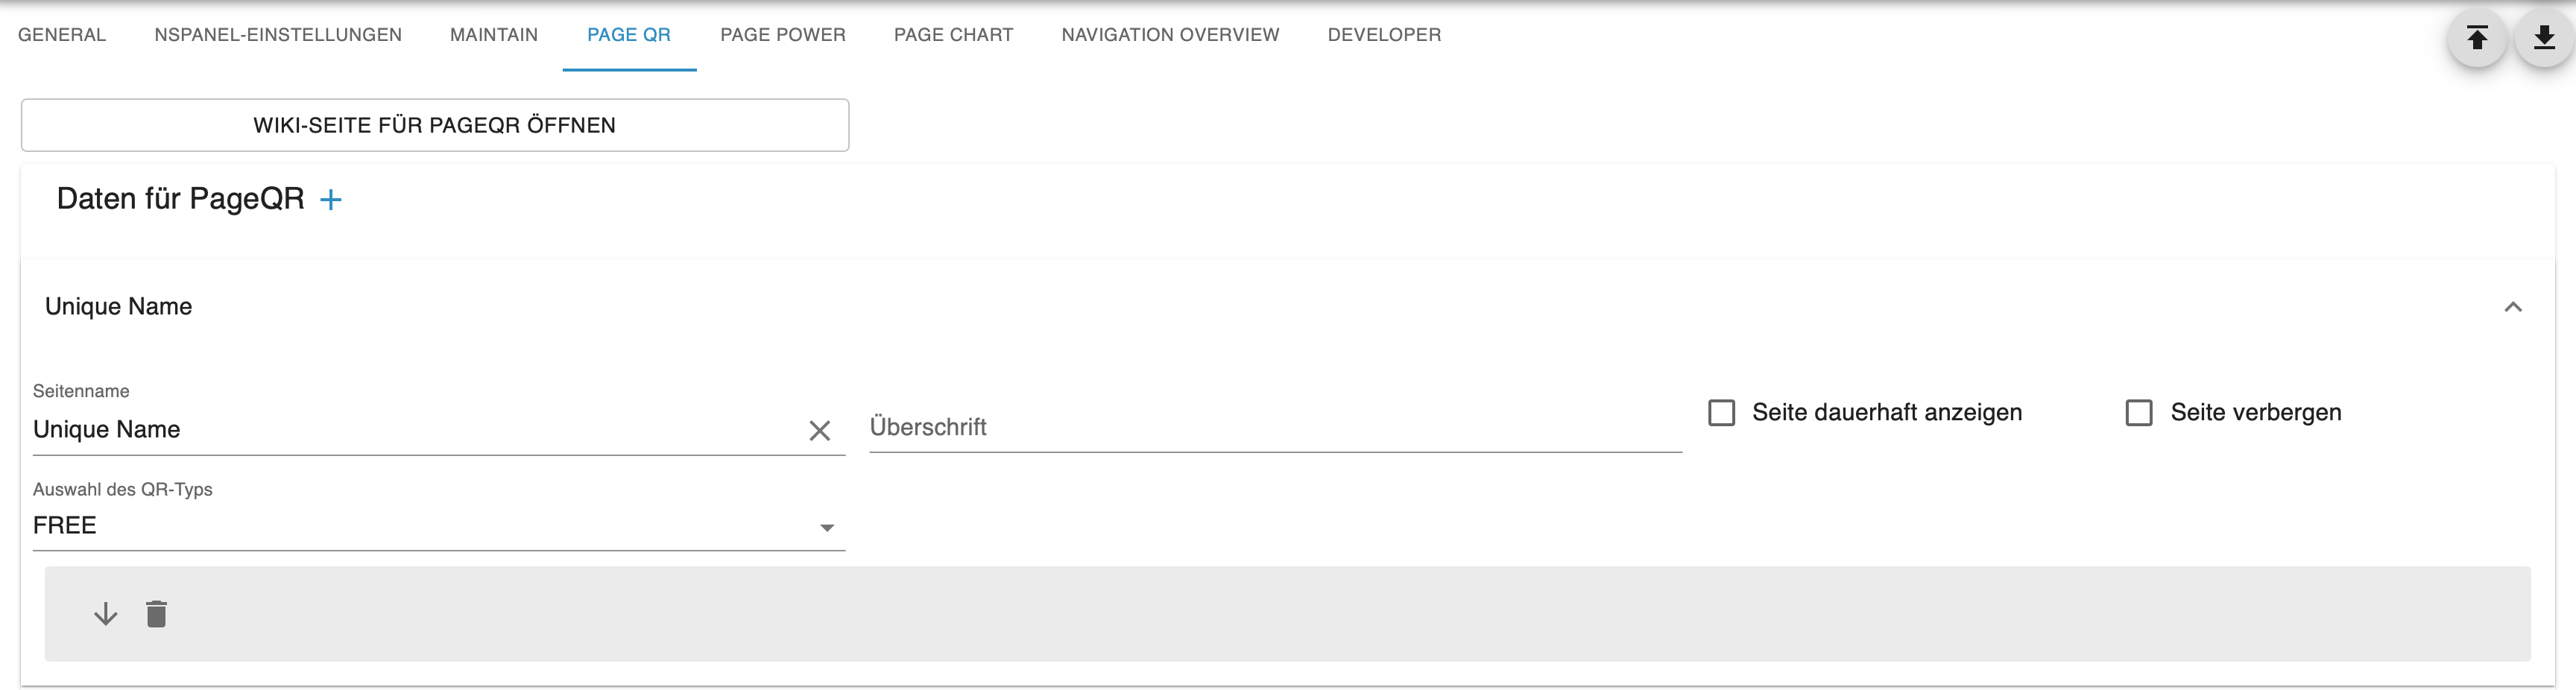 GENERAL NSPANEL-EINSTELLUNGEN MAINTAIN PAGE QR PAGE POWER PAGE CHART NAVIGATION OVERVIEW DEVELOPER
WIKI-SEITE FÜR PAGEQR ÖFFNEN
Daten für PageQR
Unique Name
Seitenname
Unique Name
Überschrift
Seite dauerhaft anzeigen
Seite verbergen
Auswahl des QR-Typs
FREE